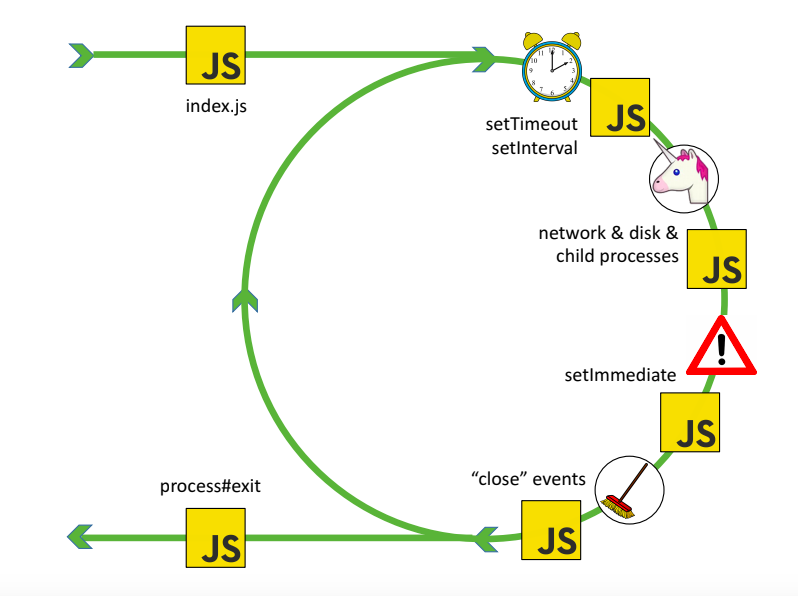 JS
index.js
setTimeout
setInterval
JS
network & disk &
child processes
JS
!
setImmediate
JS
“close” events
JS
process#exit
JS